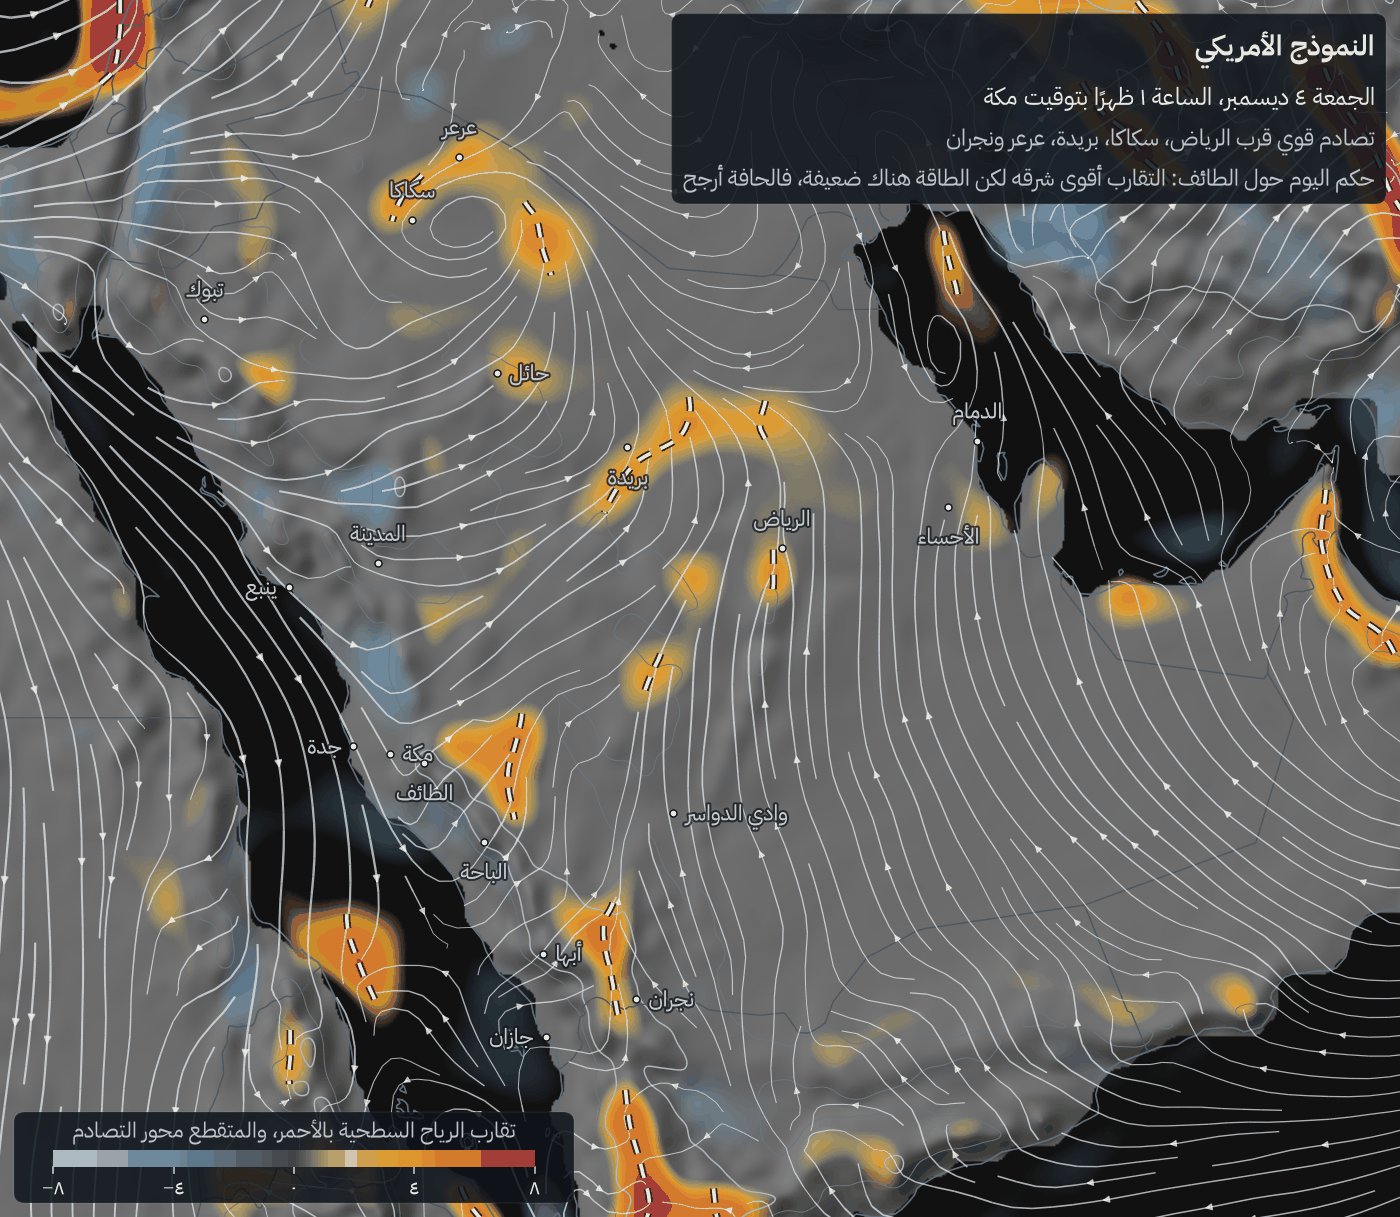 النموذج الأمريكي
الجمعة ٤ ديسمبر، الساعة ١ ظهرًا بتوقيت مكة
تصادم قوي قرب الرياض، سكاكا، بريدة، عرعر ونجران
حكم اليوم حول الطائف: التقارب أقوى شرقه لكن الطاقة هناك ضعيفة، فالحافة أرجح
عرعر
سكاكا
تبوك
حائل
الدمام
بريدة
الرياض
الأحساء
المدينة
ينبع
جدة
مكة
الطائف
وادي الدواسر
الباحة
أبها
نجران
جازان
تقارب الرياح السطحية بالأحمر، والمتقطع محور التصادم
−٨ −٤ ٠ ٤ ٨